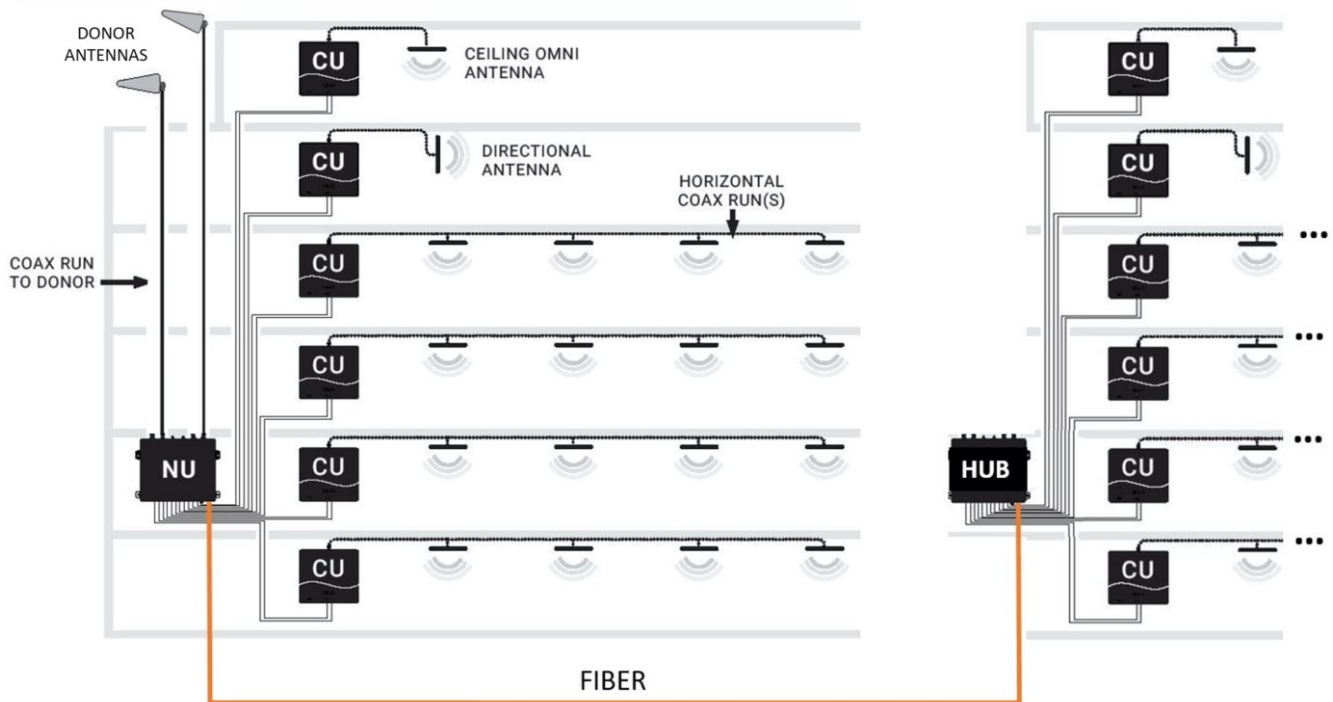 DONOR
ANTENNAS
CU
CEILING OMNI
ANTENNA
CU
CU
DIRECTIONAL
ANTENNA
CU
HORIZONTAL
COAX RUN(S)
COAX RUN
TO DONOR
CU
CU
...
CU
CU
...
NU
CU
HUB
CU
...
CU
CU
...
FIBER